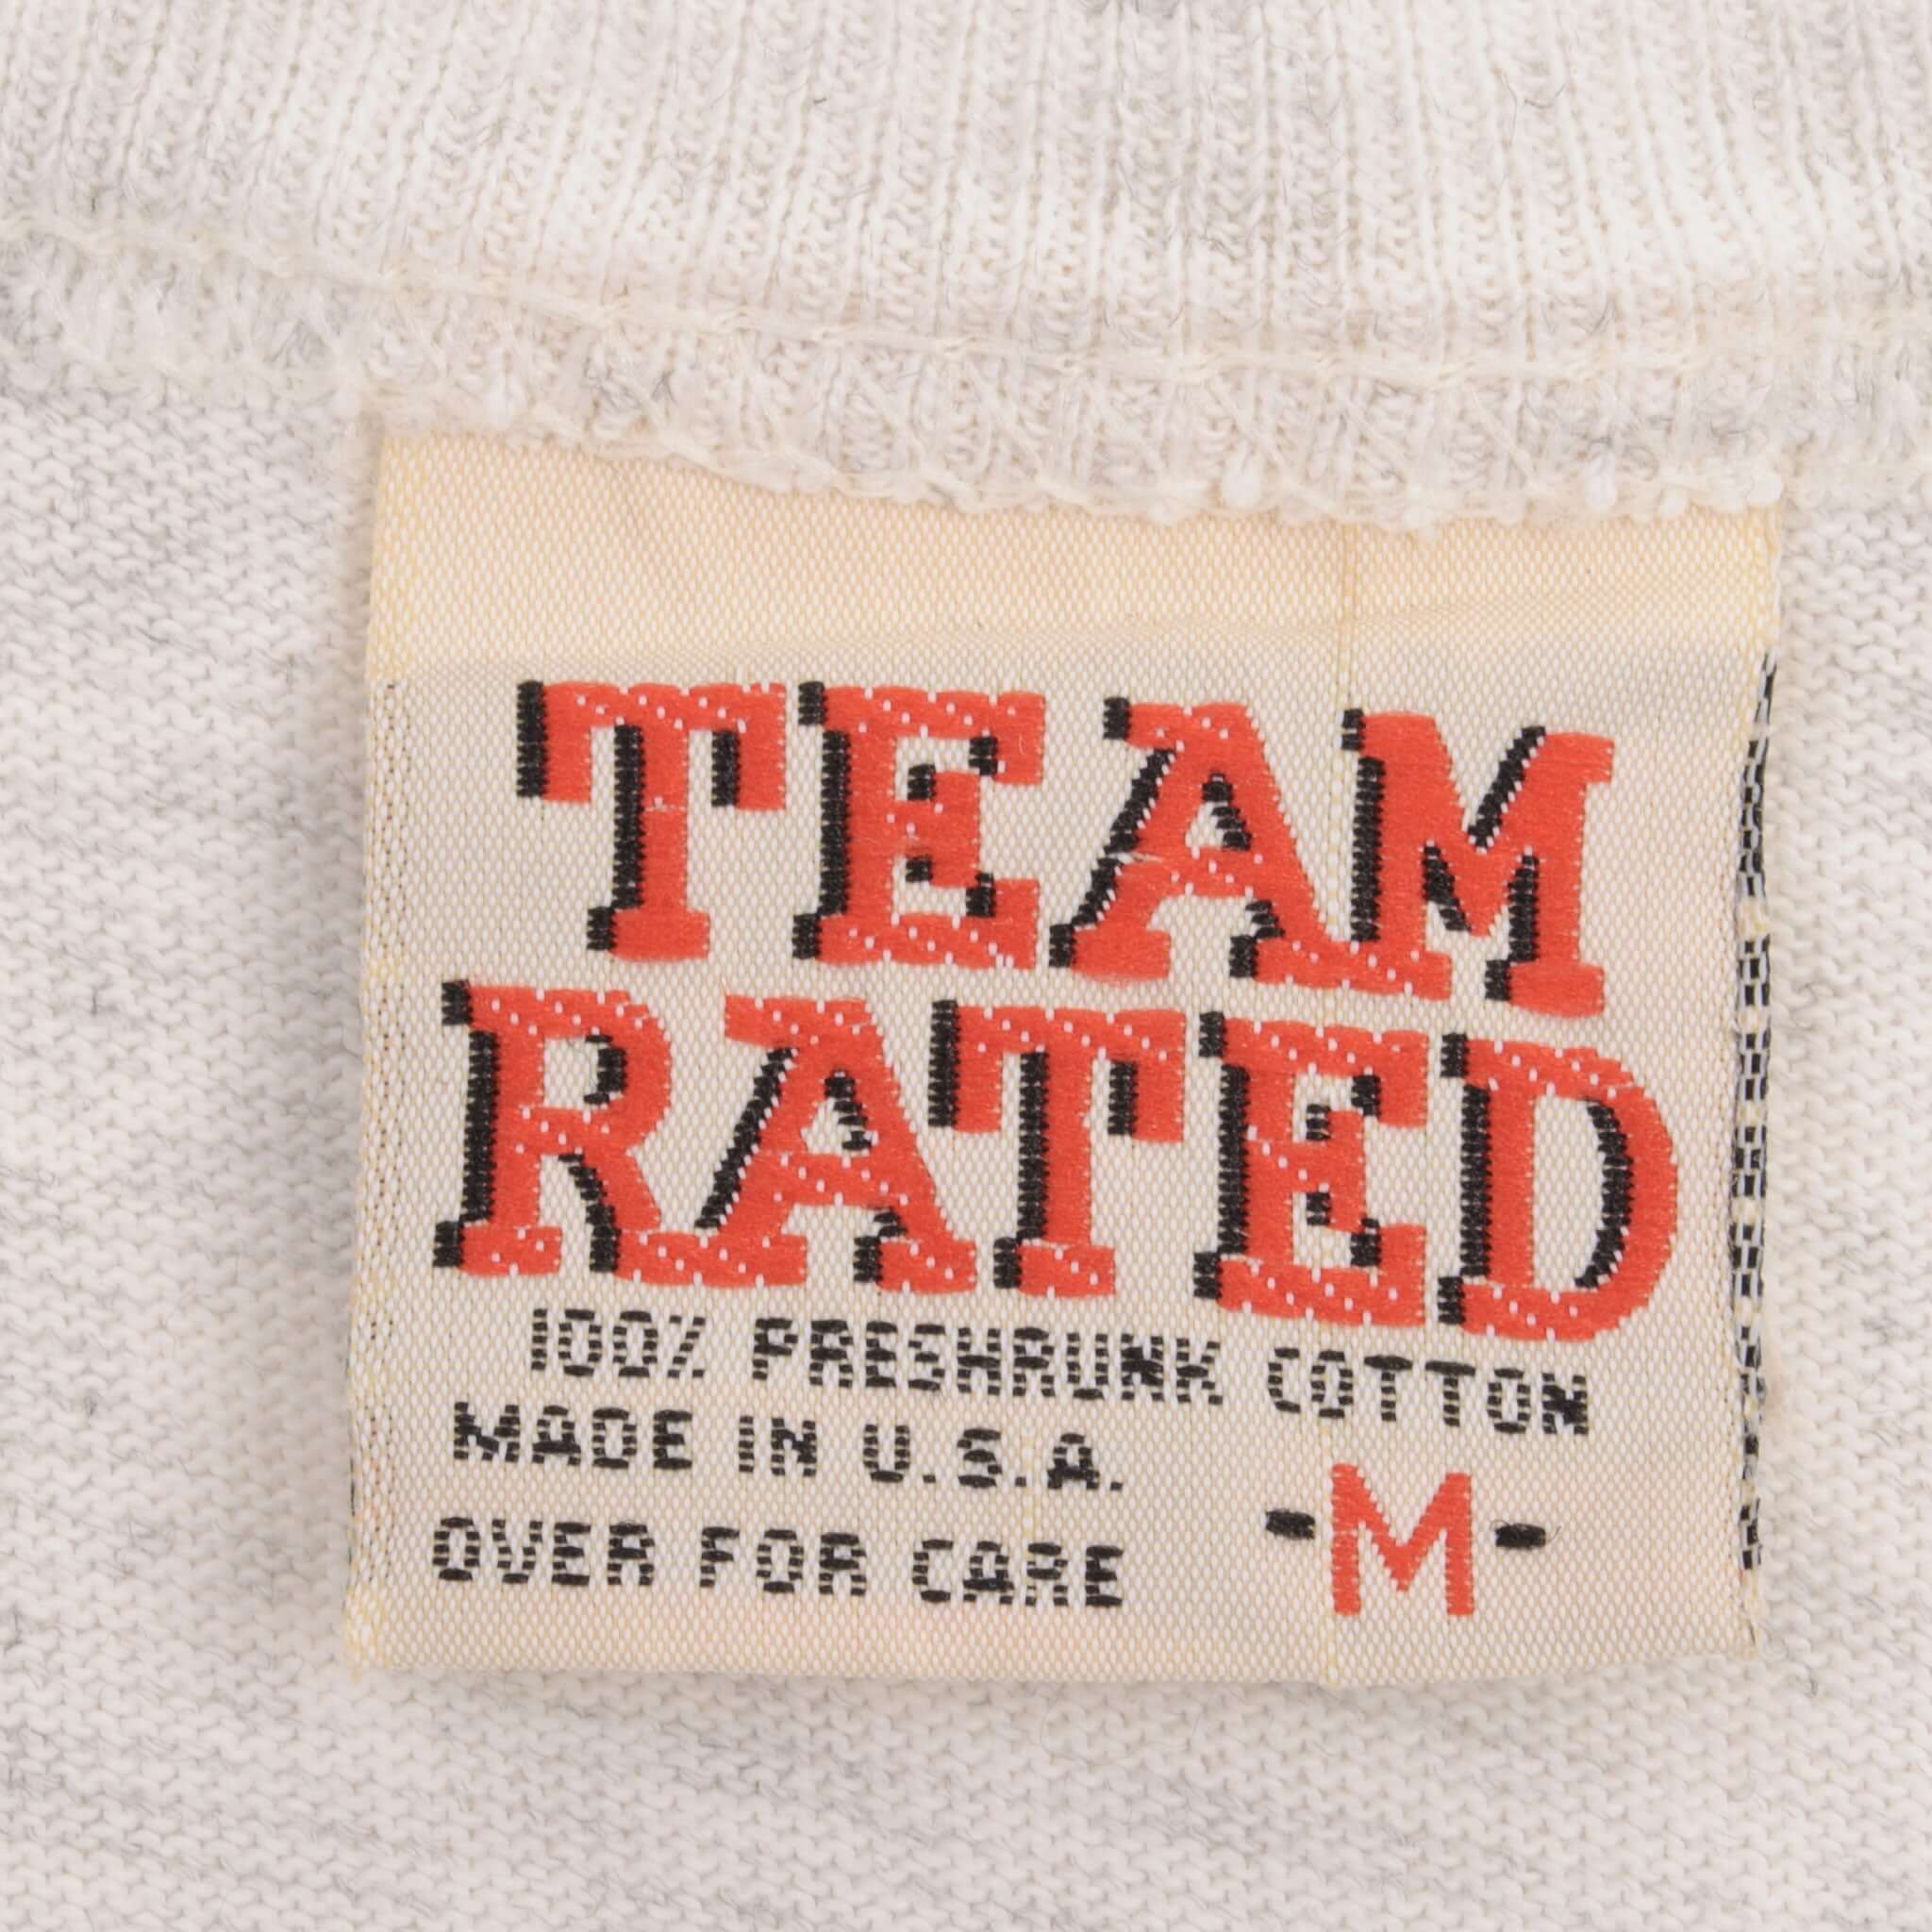 TEAM
RATED
100% PRESHRUNK COTTON
MADE IN U.S.A.
OVER FOR CARE
-M-